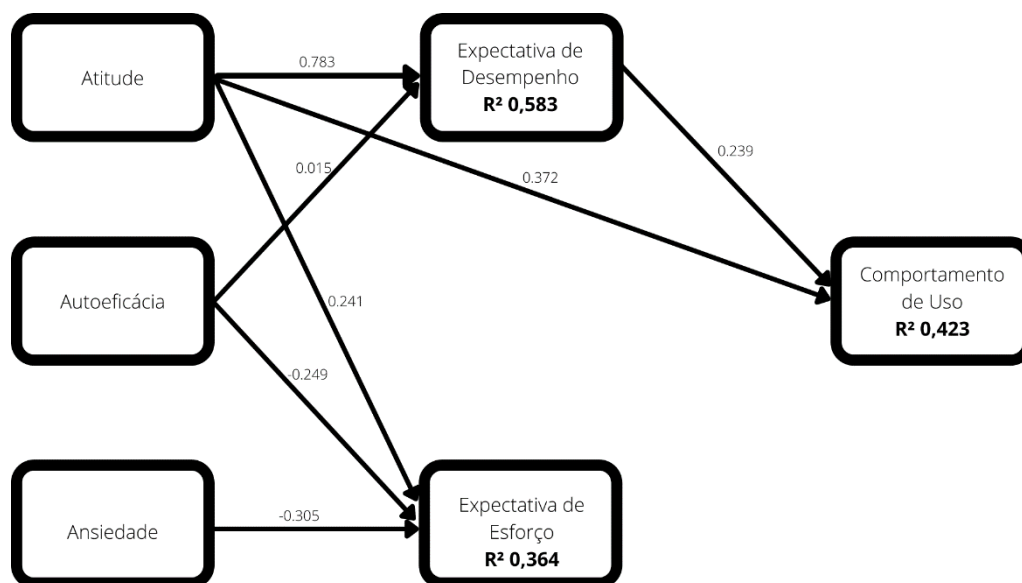 Atitude
0.783
Expectativa de
Desempenho
R² 0,583
0.015
0.372
0.239
Autoeficácia
0.241
-0.249
Comportamento
de Uso
R² 0,423
Ansiedade
-0.305
Expectativa de
Esforço
R² 0,364